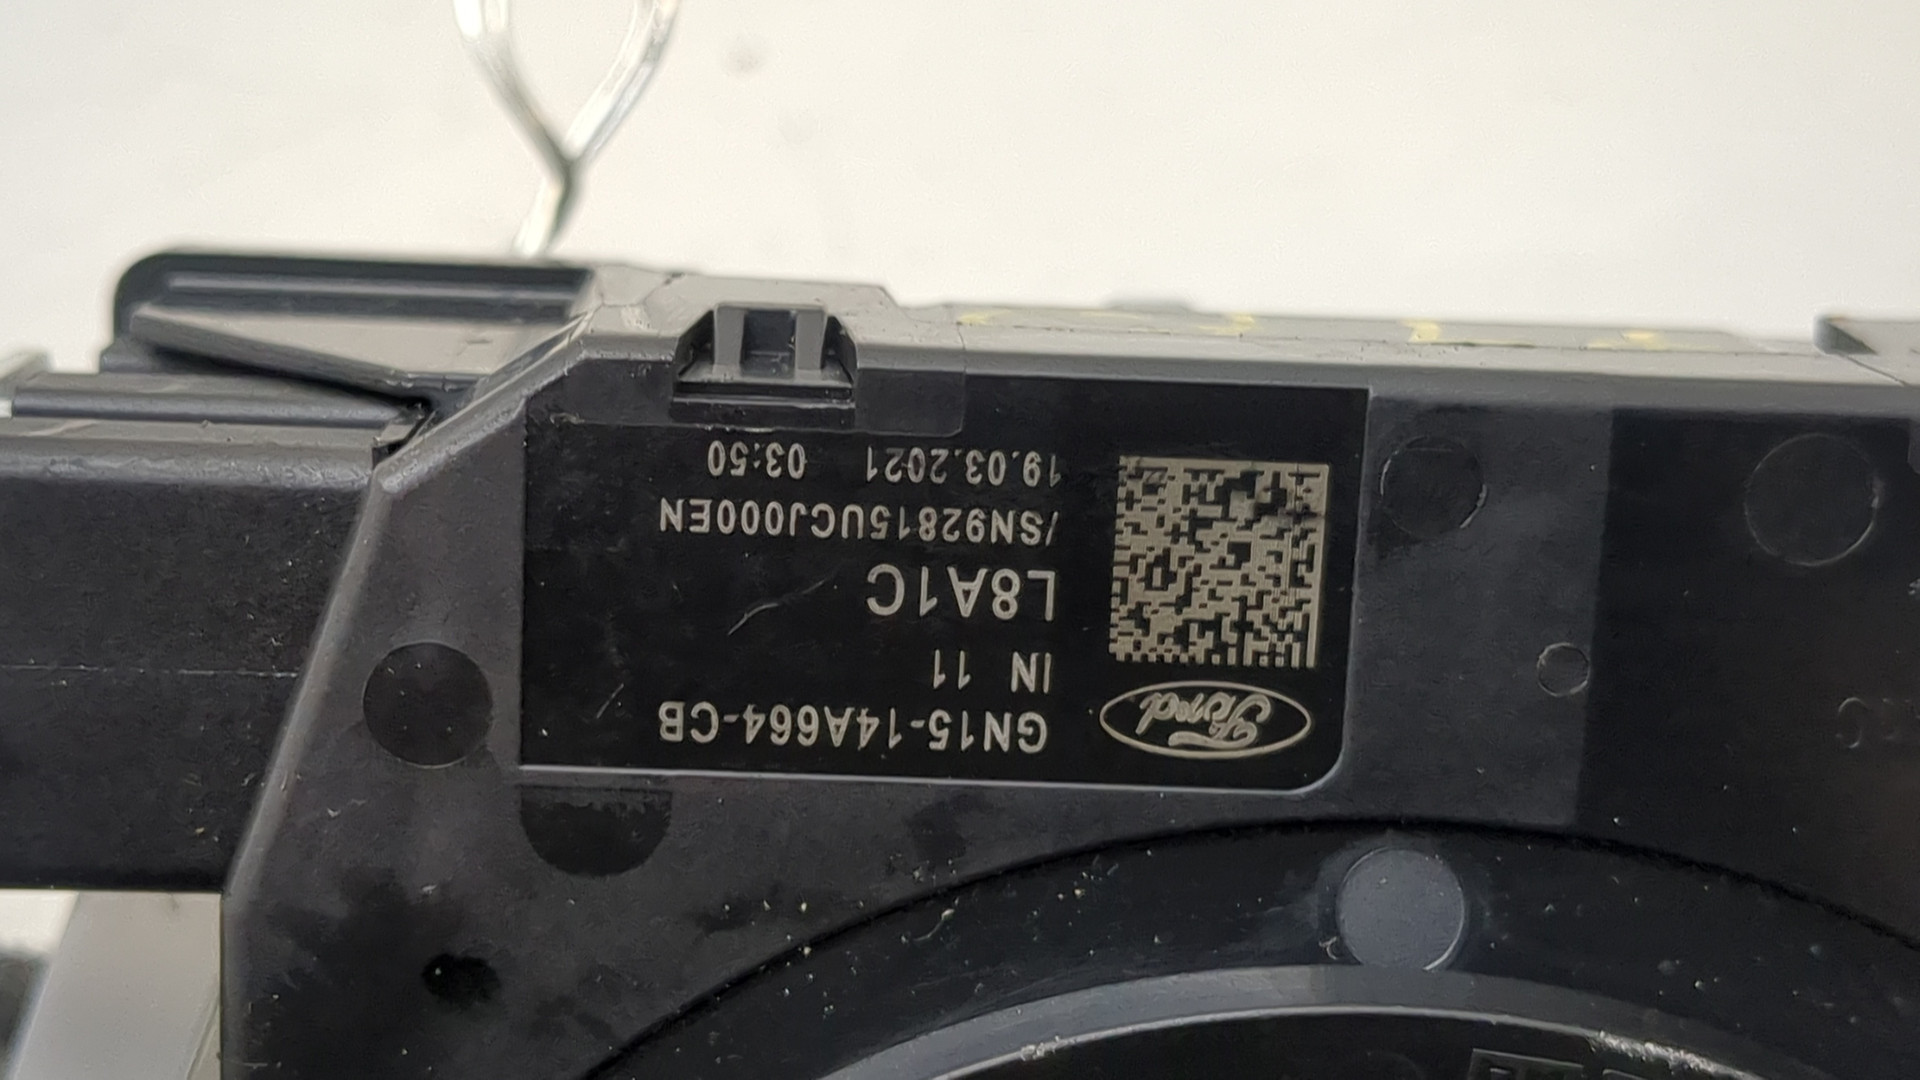 Ford
GN15-14A664-CB
IN 11
L8A1C
/SN92815UCJ000EN
19.03.2021 03:50